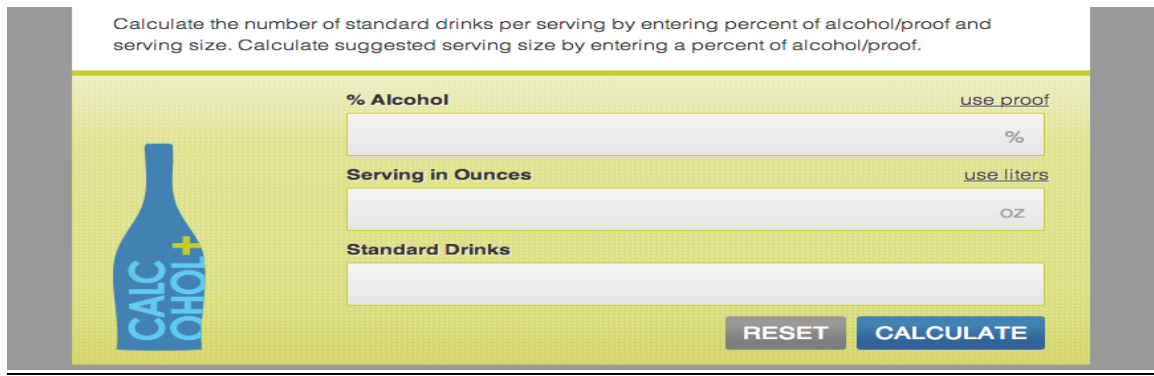 Calculate the number of standard drinks per serving by entering percent of alcohol/proof and
serving size. Calculate suggested serving size by entering a percent of alcohol/proof.
% Alcohol use proof
%
Serving in Ounces use liters
oz
Standard Drinks
CALC
OHOL+
RESET CALCULATE